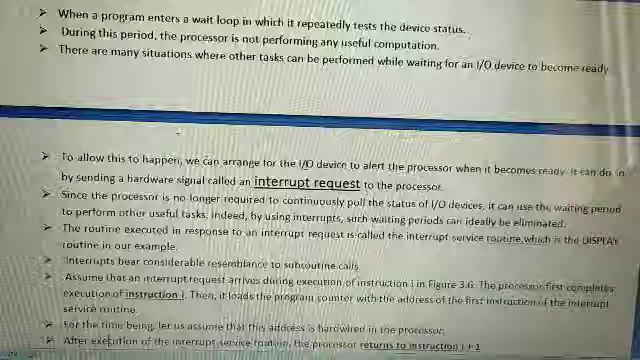 When a program enters a wait loop in which it repeatedly tests the device status.
During this period, the processor is not performing any useful computation.
There are many situations where other tasks can be performed while waiting for an I/O device to become ready
To allow this to happen, we can arrange for the I/O device to alert the processor when it becomes ready. It can do so
by sending a hardware signal called an interrupt request to the processor.
Since the processor is no longer required to continuously poll the status of I/O devices, it can use the waiting period
to perform other useful tasks. Indeed, by using interrupts, such waiting periods can ideally be eliminated.
The routine executed in response to an interrupt request is called the interrupt service routine,which is the DISPLAY
routine in our example.
Interrupts bear considerable resemblance to subroutine calls.
Assume that an interrupt request arrives during execution of instruction i in Figure 3.6. The processor first completes
execution of instruction i. Then, it loads the program counter with the address of the first instruction of the interrupt
service routine.
For the time being, let us assume that this address is hardwired in the processor.
After execution of the interrupt service routine, the processor returns to instruction i + 1